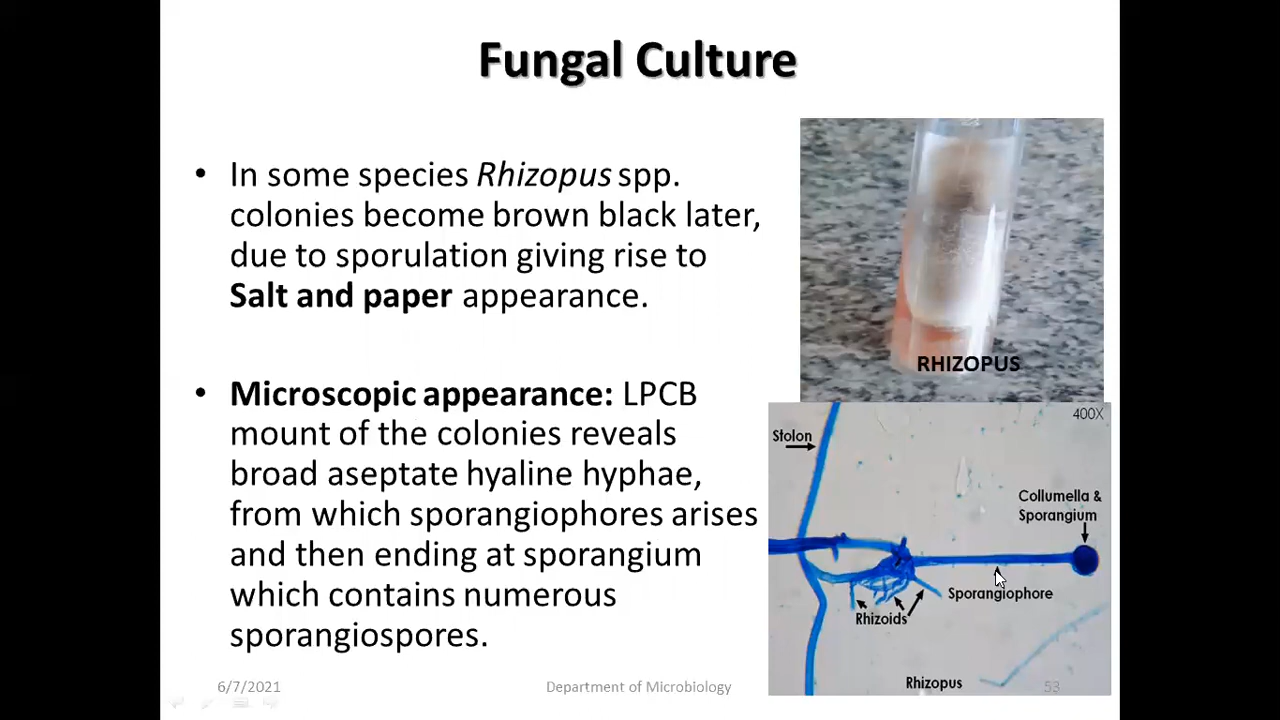 Fungal Culture
• In some species Rhizopus spp.
colonies become brown black later,
due to sporulation giving rise to
Salt and paper appearance.
• Microscopic appearance: LPCB
mount of the colonies reveals
broad aseptate hyaline hyphae,
from which sporangiophores arises
and then ending at sporangium
which contains numerous
sporangiospores.
RHIZOPUS
400X
Stolon
Collumella &
Sporangium
Sporangiophore
Rhizoids
Rhizopus
6/7/2021
Department of Microbiology
53